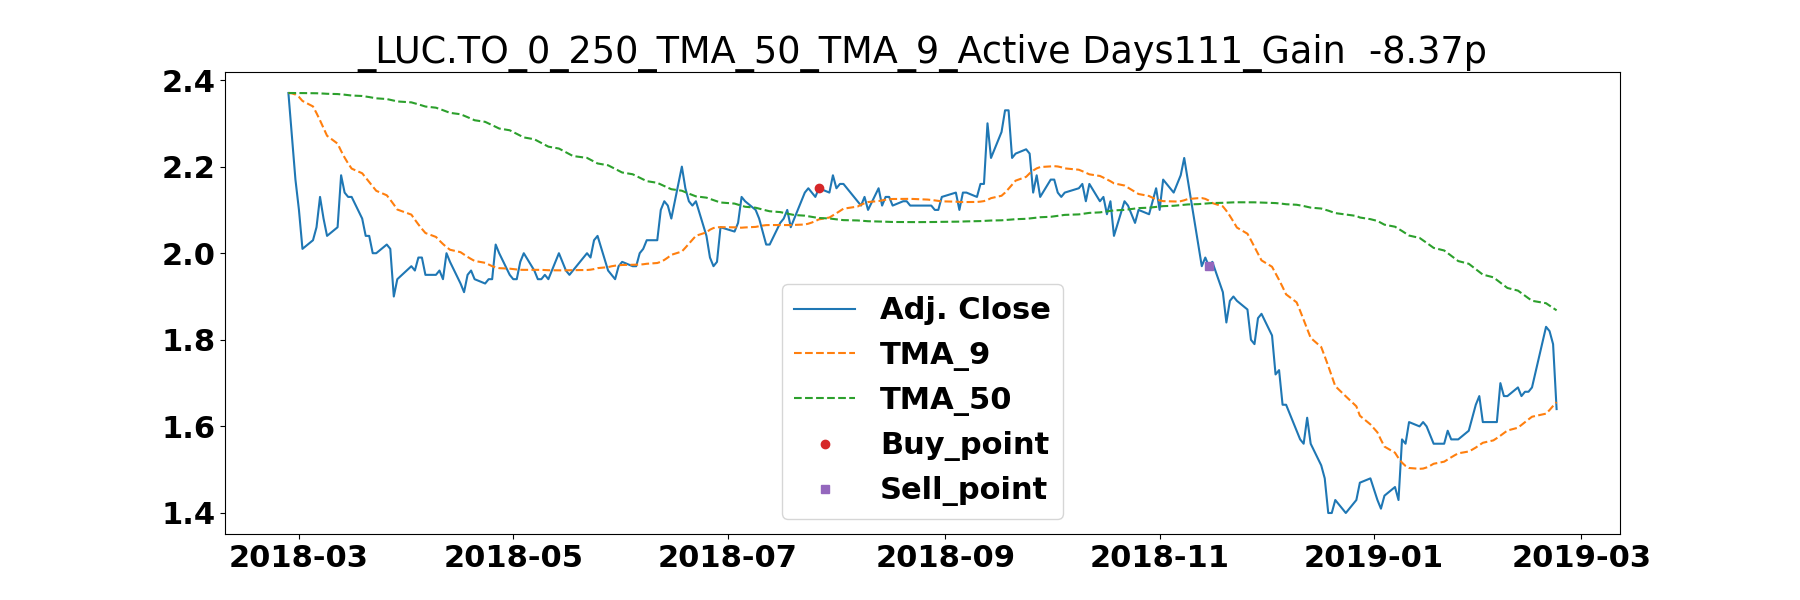 _LUC.TO_0_250_TMA_50_TMA_9_Active Days111_Gain  -8.37p
2.4
2.2
2.0
1.8
1.6
1.4
Adj. Close
TMA_9
TMA_50
Buy_point
Sell_point
2018-03 2018-05 2018-07 2018-09 2018-11 2019-01 2019-03